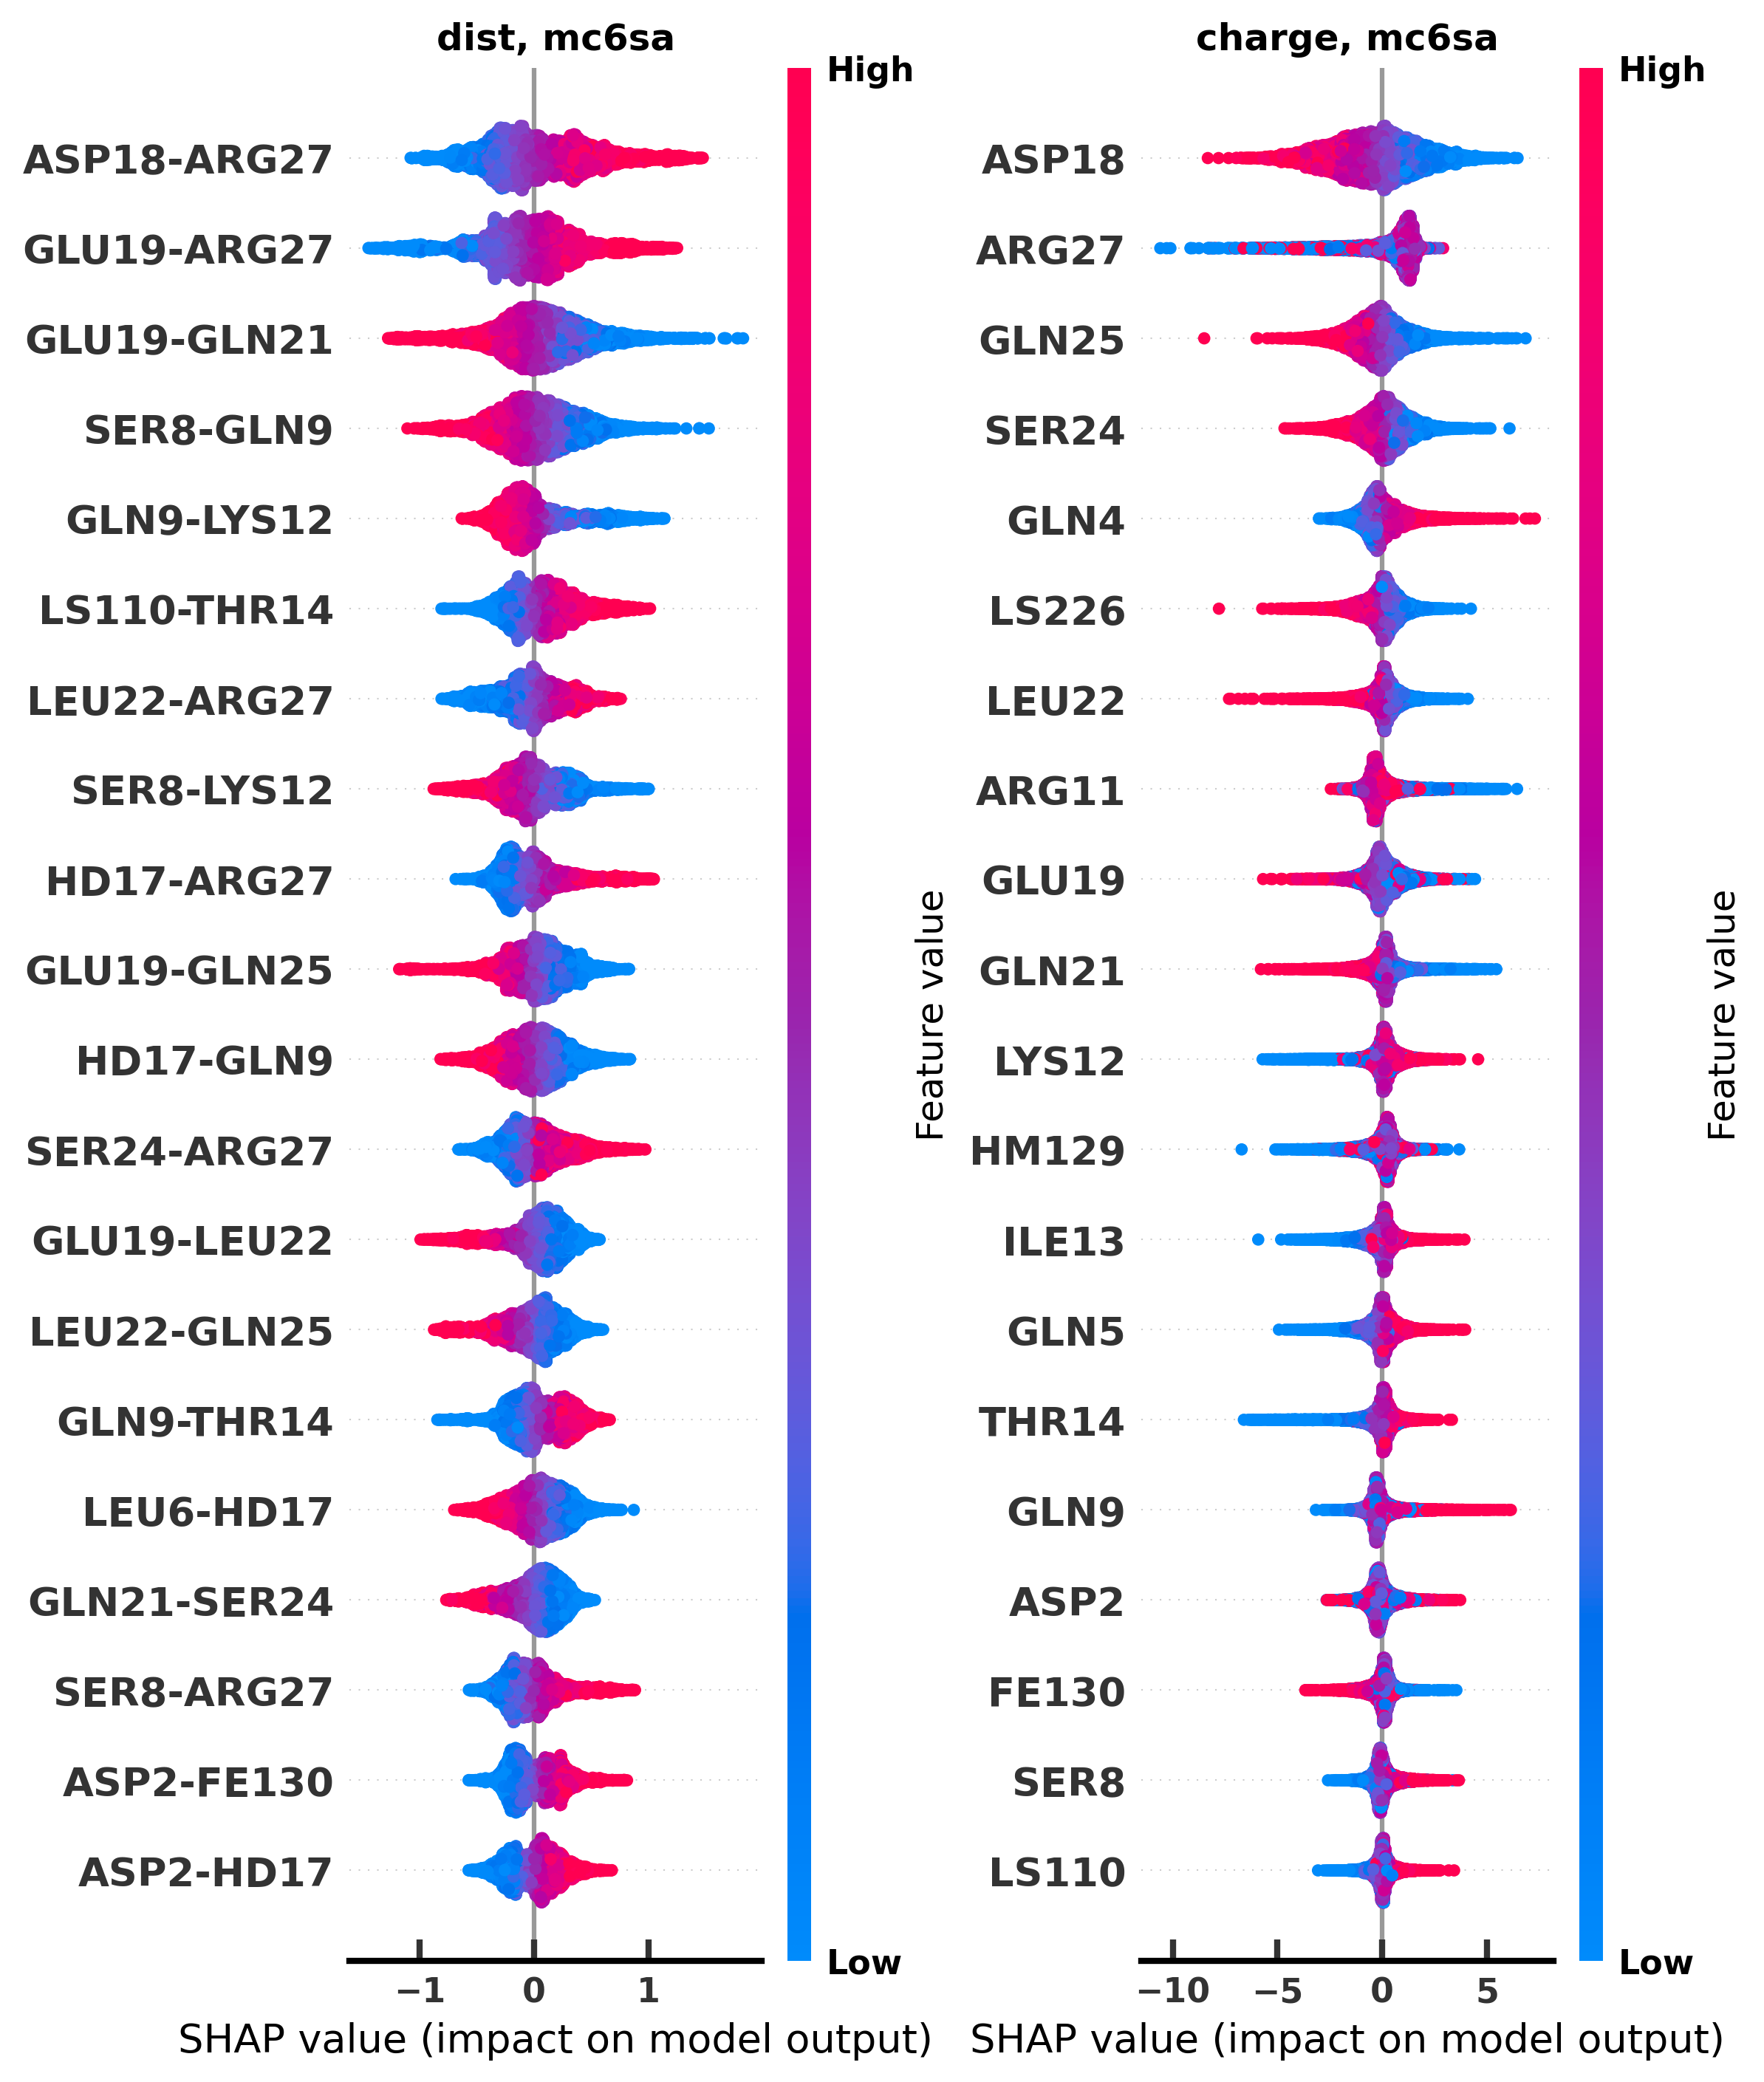 dist, mc6sa
High
ASP18-ARG27
GLU19-ARG27
GLU19-GLN21
SER8-GLN9
GLN9-LYS12
LS110-THR14
LEU22-ARG27
SER8-LYS12
HD17-ARG27
GLU19-GLN25
HD17-GLN9
SER24-ARG27
GLU19-LEU22
LEU22-GLN25
GLN9-THR14
LEU6-HD17
GLN21-SER24
SER8-ARG27
ASP2-FE130
ASP2-HD17
Feature value
Low
−1 0 1
SHAP value (impact on model output)
charge, mc6sa
High
ASP18
ARG27
GLN25
SER24
GLN4
LS226
LEU22
ARG11
GLU19
GLN21
LYS12
HM129
ILE13
GLN5
THR14
GLN9
ASP2
FE130
SER8
LS110
Feature value
Low
−10 −5 0 5
SHAP value (impact on model output)